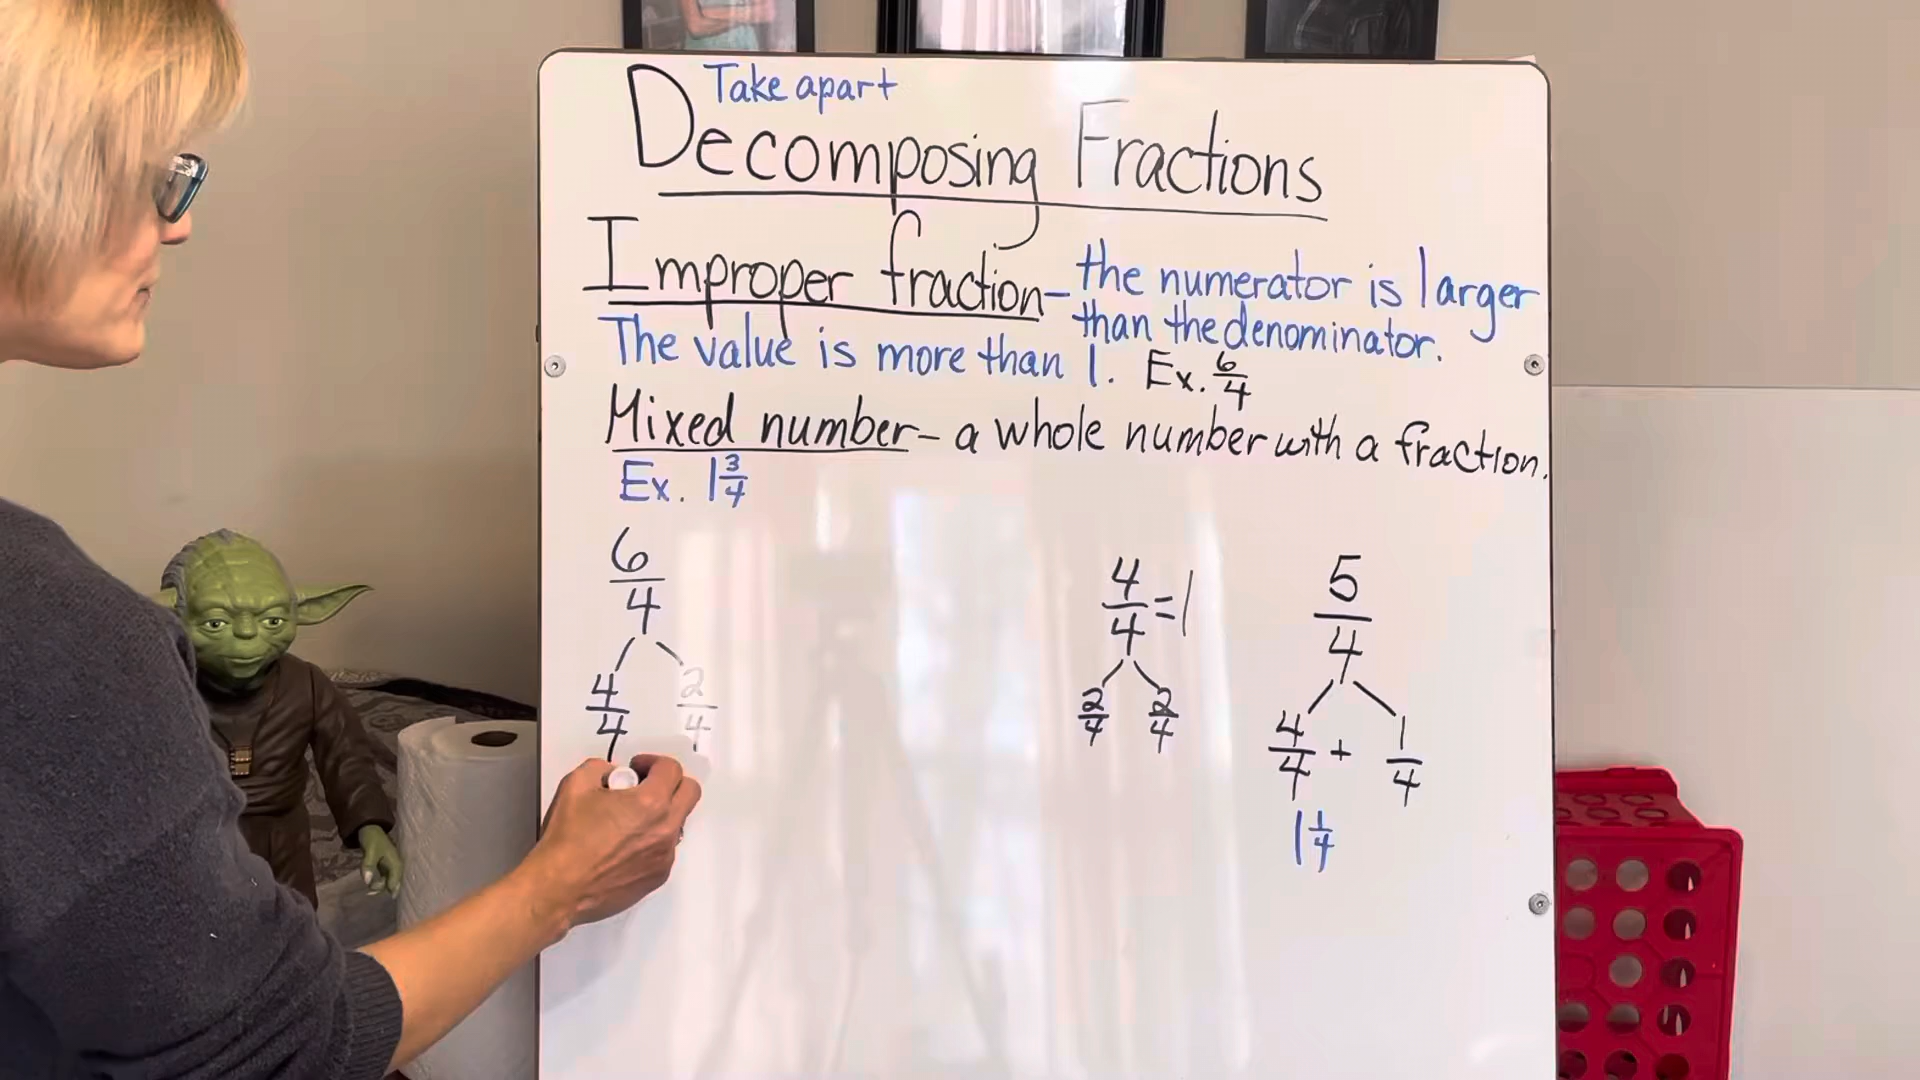 Take apart
Decomposing Fractions
Improper fraction- the numerator is larger
than the denominator.
The value is more than 1. Ex. 6/4
Mixed number- a whole number with a fraction.
Ex. 1 3/4
6/4
4/4 2/4
4/4=1
2/4 2/4
5/4
4/4 + 1/4
1 1/4